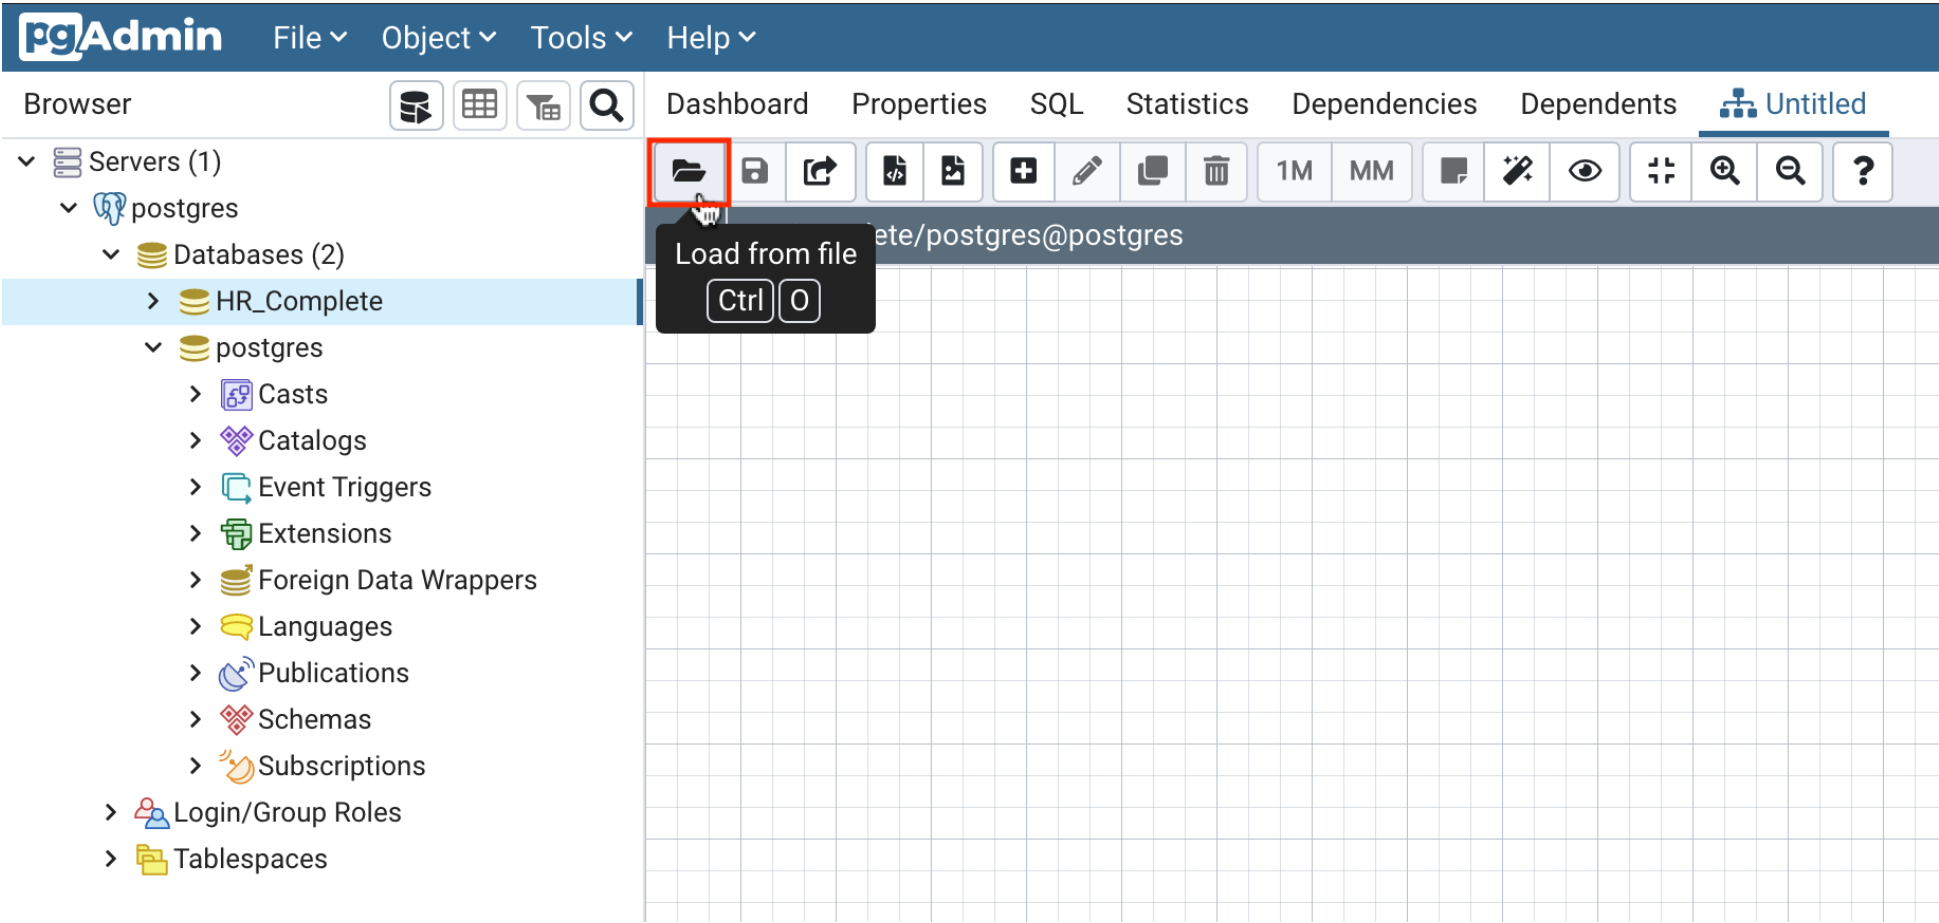 pgAdmin File Object Tools Help
Browser
Dashboard Properties SQL Statistics Dependencies Dependents Untitled
1M MM ?
ete/postgres@postgres
Load from file
Ctrl O
Servers (1)
postgres
Databases (2)
HR_Complete
postgres
Casts
Catalogs
Event Triggers
Extensions
Foreign Data Wrappers
Languages
Publications
Schemas
Subscriptions
Login/Group Roles
Tablespaces